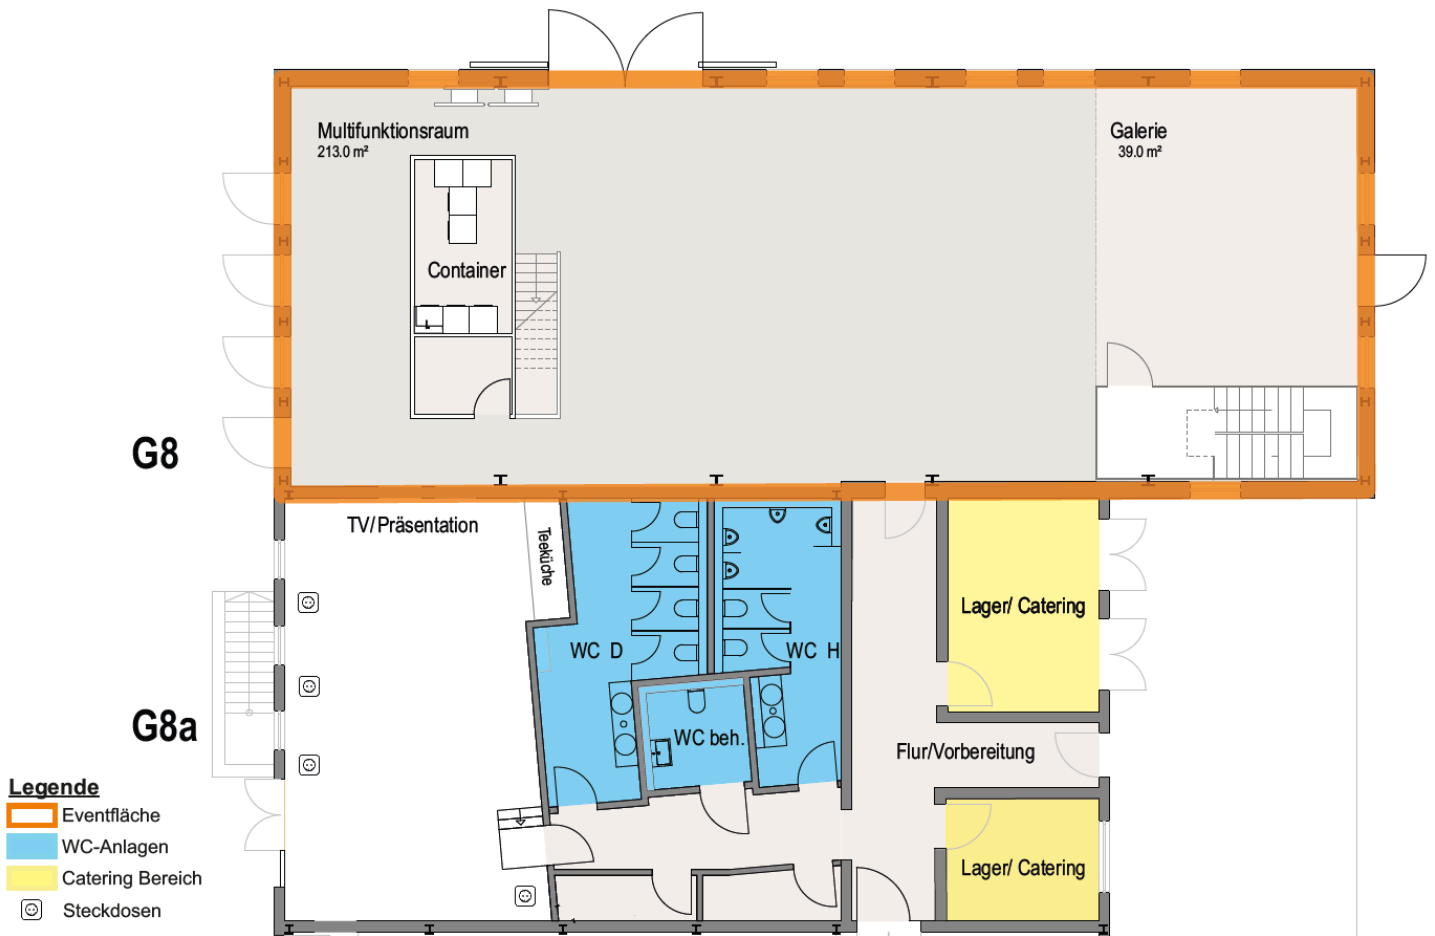 Multifunktionsraum
213.0 m²
Galerie
39.0 m²
Container
G8
TV/Präsentation
Teeküche
Lager/ Catering
WC D
WC H
G8a
WC beh.
Flur/Vorbereitung
Legende
Eventfläche
WC-Anlagen
Catering Bereich
Lager/ Catering
Steckdosen